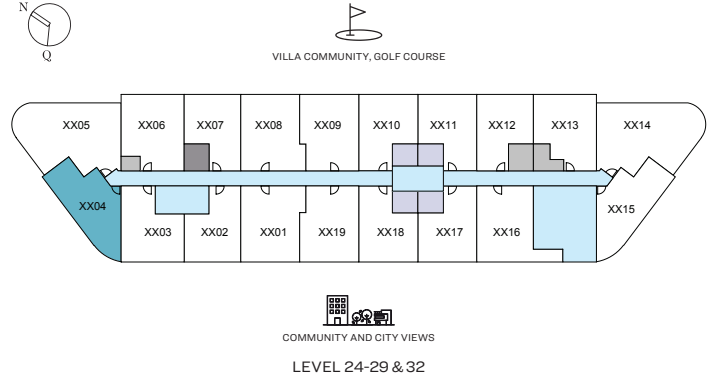 N
Q
VILLA COMMUNITY, GOLF COURSE
XX05 XX06 XX07 XX08 XX09 XX10 XX11 XX12 XX13 XX14
XX04 XX15
XX03 XX02 XX01 XX19 XX18 XX17 XX16
COMMUNITY AND CITY VIEWS
LEVEL 24-29 & 32